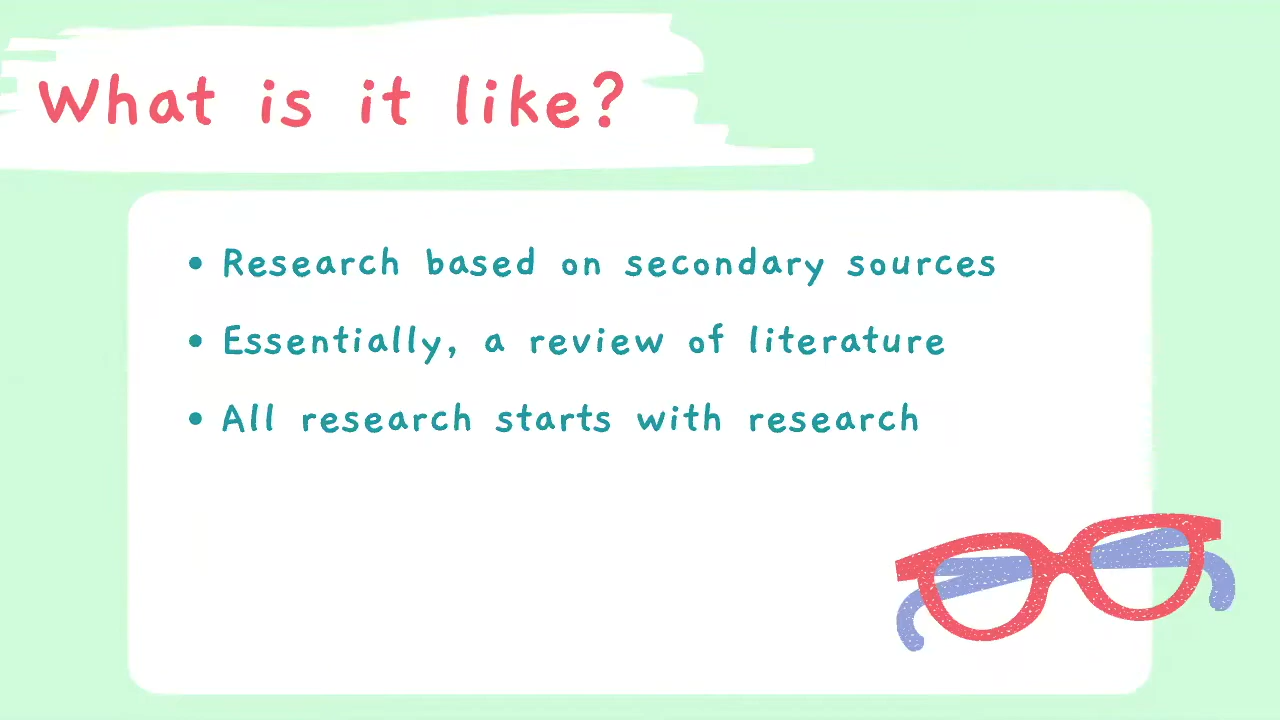 What is it like?
• Research based on secondary sources
• Essentially, a review of literature
• All research starts with research